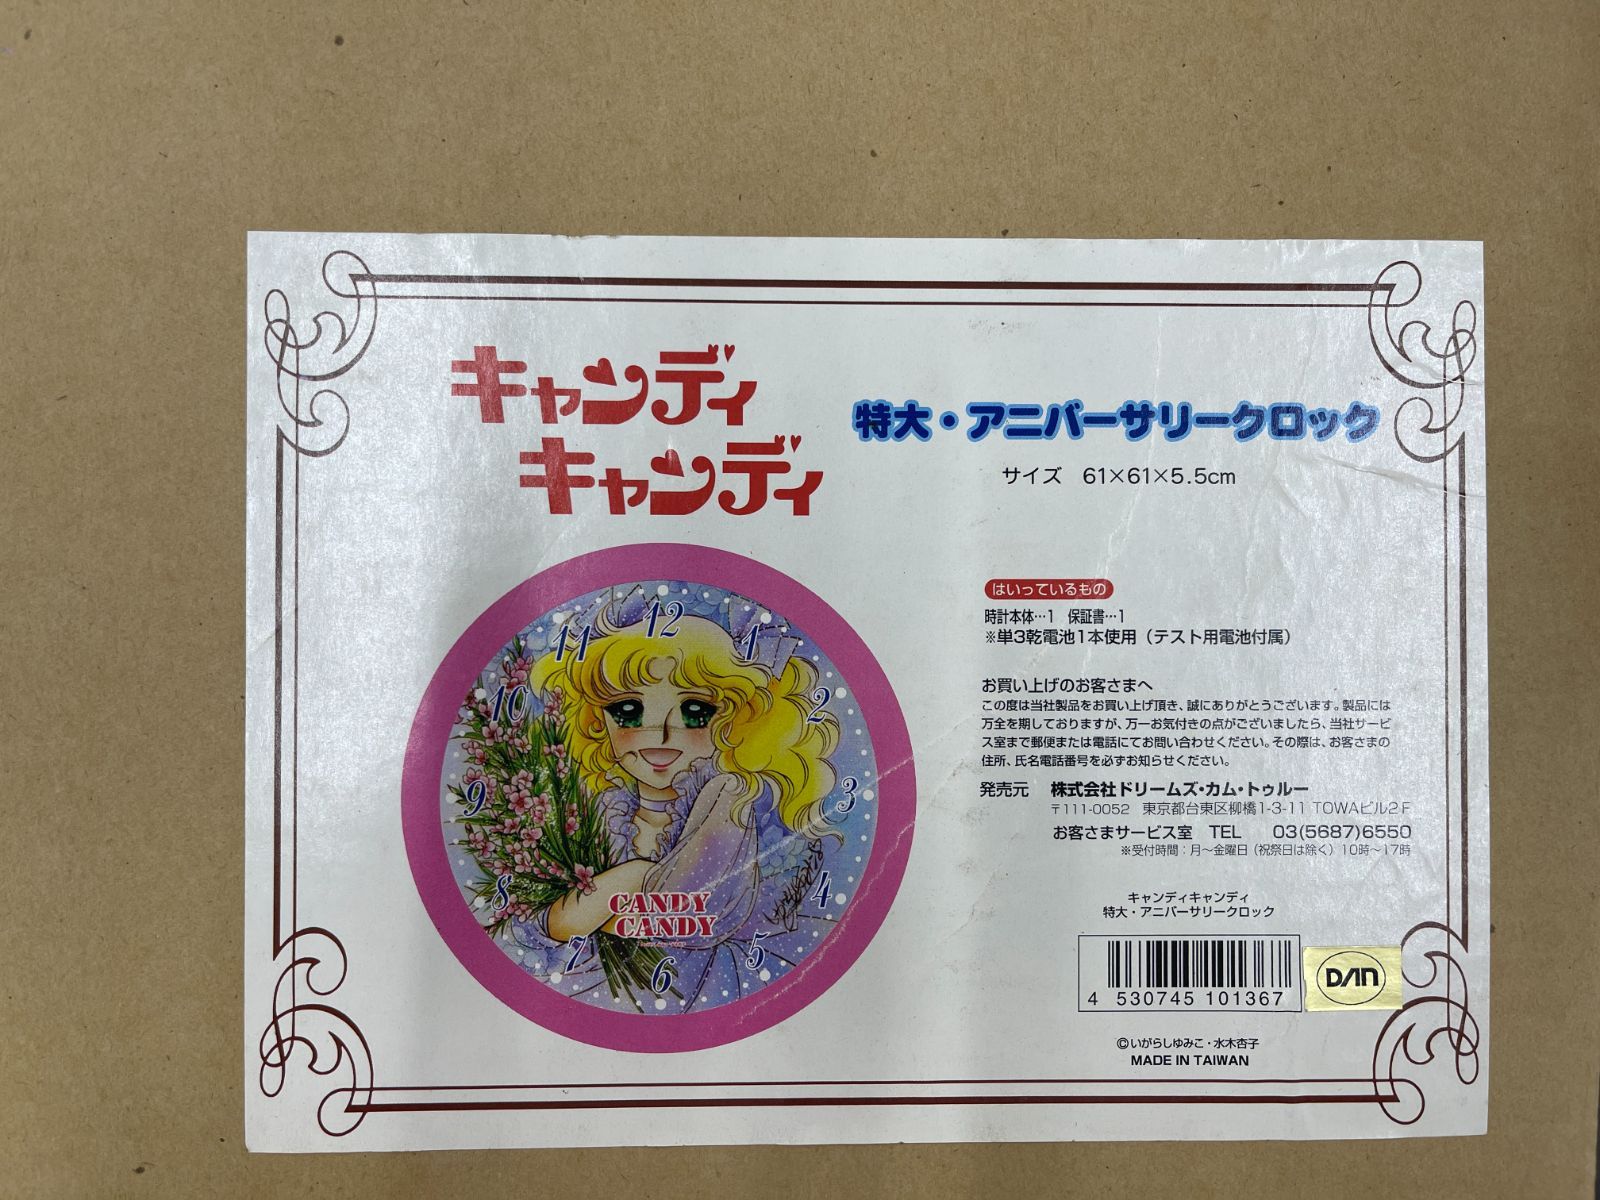 キャンディ
キャンディ
特大・アニバーサリークロック
サイズ 61×61×5.5cm
はいっているもの
時計本体…1 保証書…1
※単3乾電池1本使用（テスト用電池付属）
お買い上げのお客さまへ
この度は当社製品をお買い上げ頂き、誠にありがとうございます。製品には
万全を期しておりますが、万一お気付きの点がございましたら、当社サービ
ス室まで郵便または電話にてお問い合わせください。その際は、お客さまの
住所、氏名電話番号を必ずお知らせください。
発売元 株式会社ドリームズ・カム・トゥルー
〒111-0052 東京都台東区柳橋1-3-11 TOWAビル2F
お客さまサービス室 TEL 03(5687)6550
※受付時間：月〜金曜日（祝祭日は除く）10時〜17時
キャンディキャンディ
特大・アニバーサリークロック
4 530745 101367
DAN
©いがらしゆみこ・水木杏子
MADE IN TAIWAN
12
1
2
3
4
5
6
7
8
9
10
11
CANDY
CANDY